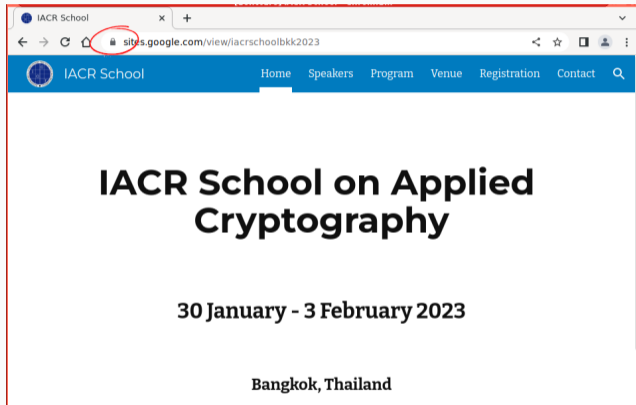 IACR School
sites.google.com/view/iacrschoolbkk2023
IACR School Home Speakers Program Venue Registration Contact
IACR School on Applied
Cryptography
30 January - 3 February 2023
Bangkok, Thailand